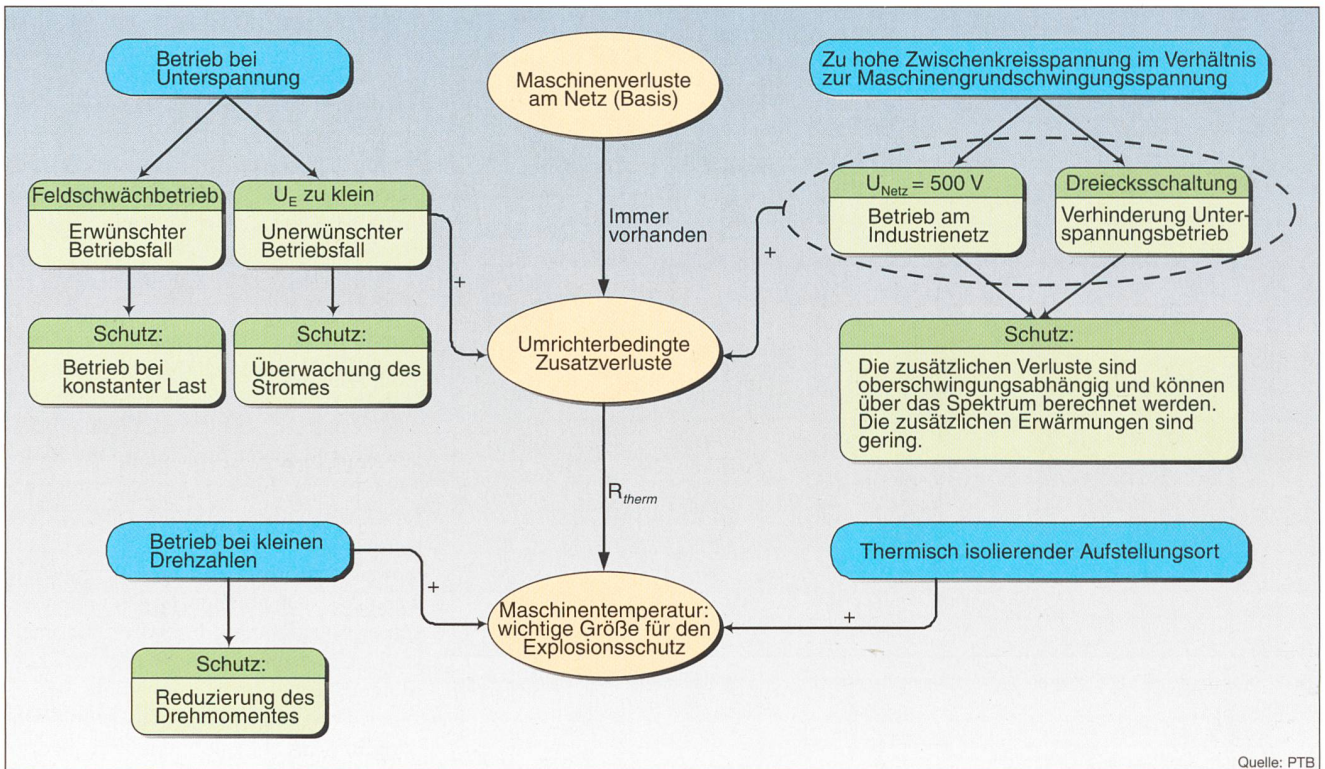 Betrieb bei
Unterspannung
Maschinenverluste
am Netz (Basis)
Zu hohe Zwischenkreisspannung im Verhältnis
zur Maschinengrundschwingungsspannung
Feldschwächbetrieb
Erwünschter
Betriebsfall
U_E zu klein
Unerwünschter
Betriebsfall
+
Immer
vorhanden
+
U_Netz = 500 V
Betrieb am
Industrienetz
Dreiecksschaltung
Verhinderung Unter-
spannungsbetrieb
Schutz:
Betrieb bei
konstanter Last
Schutz:
Überwachung des
Stromes
Umrichterbedingte
Zusatzverluste
Schutz:
Die zusätzlichen Verluste sind
oberschwingungsabhängig und können
über das Spektrum berechnet werden.
Die zusätzlichen Erwärmungen sind
gering.
R_therm
Betrieb bei kleinen
Drehzahlen
+
Thermisch isolierender Aufstellungsort
+
Maschinentemperatur:
wichtige Größe für den
Explosionsschutz
Schutz:
Reduzierung des
Drehmomentes
Quelle: PTB